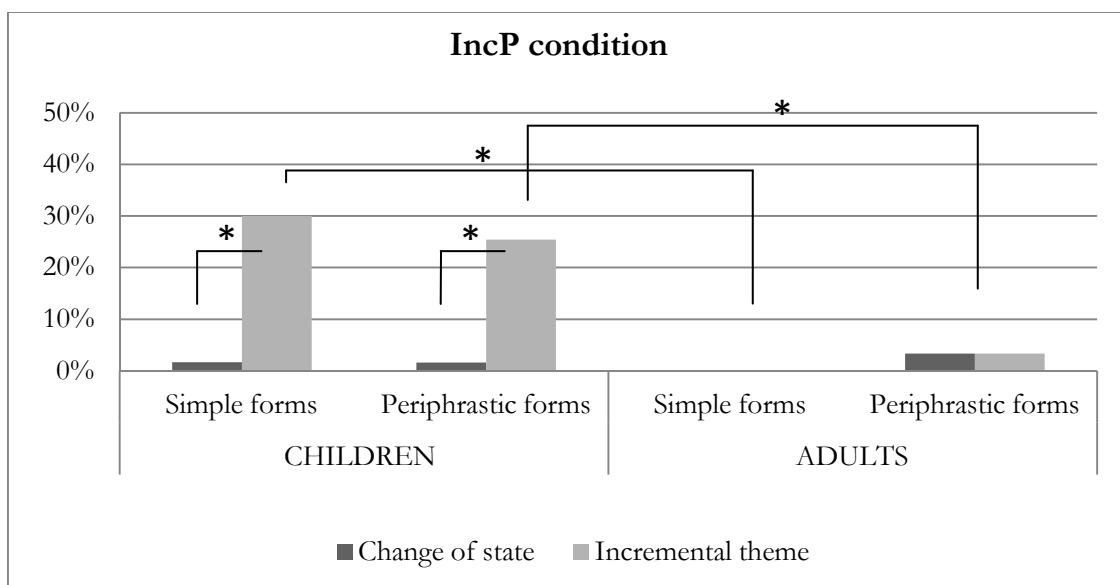 IncP condition
50%
40%
30%
20%
10%
0%
*
*
*
*
Simple forms Periphrastic forms Simple forms Periphrastic forms
CHILDREN ADULTS
Change of state Incremental theme